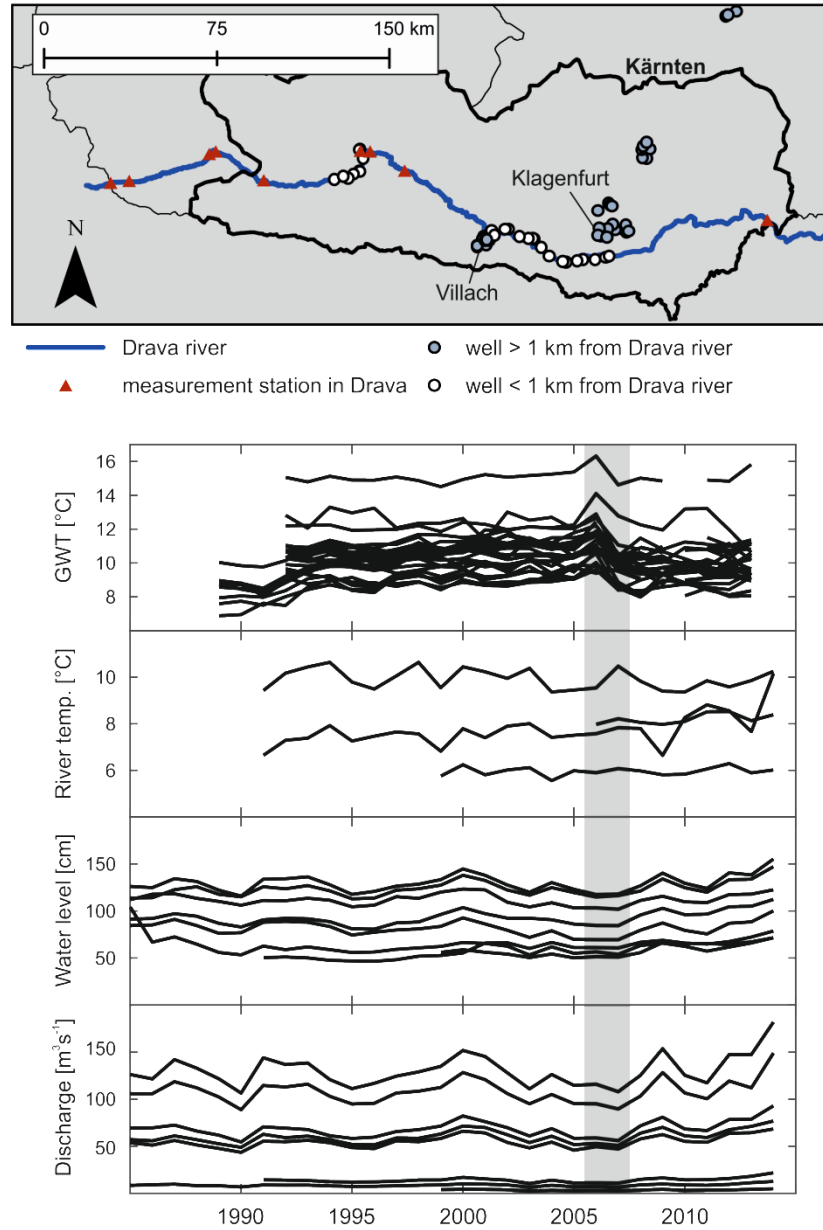 0 75 150 km
Kärnten
Klagenfurt
N
Villach
Drava river
well > 1 km from Drava river
measurement station in Drava
well < 1 km from Drava river
GWT [°C]
16
14
12
10
8
River temp. [°C]
10
8
6
Water level [cm]
150
100
50
Discharge [m³s⁻¹]
150
100
50
1990 1995 2000 2005 2010